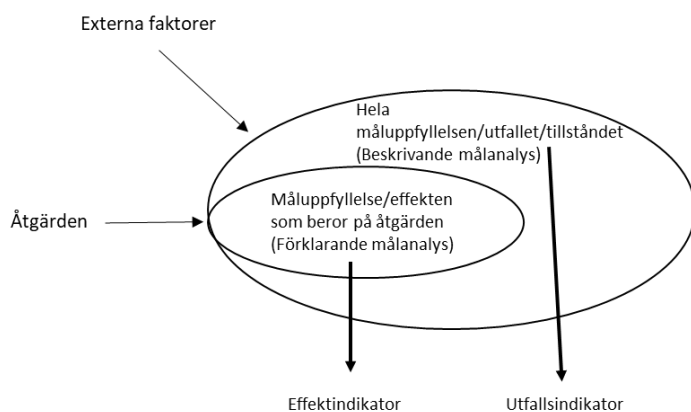 Externa faktorer
Hela
måluppfyllelsen/utfallet/tillståndet
(Beskrivande målanalys)
Måluppfyllelse/effekten
som beror på åtgärden
(Förklarande målanalys)
Åtgärden
Effektindikator
Utfallsindikator